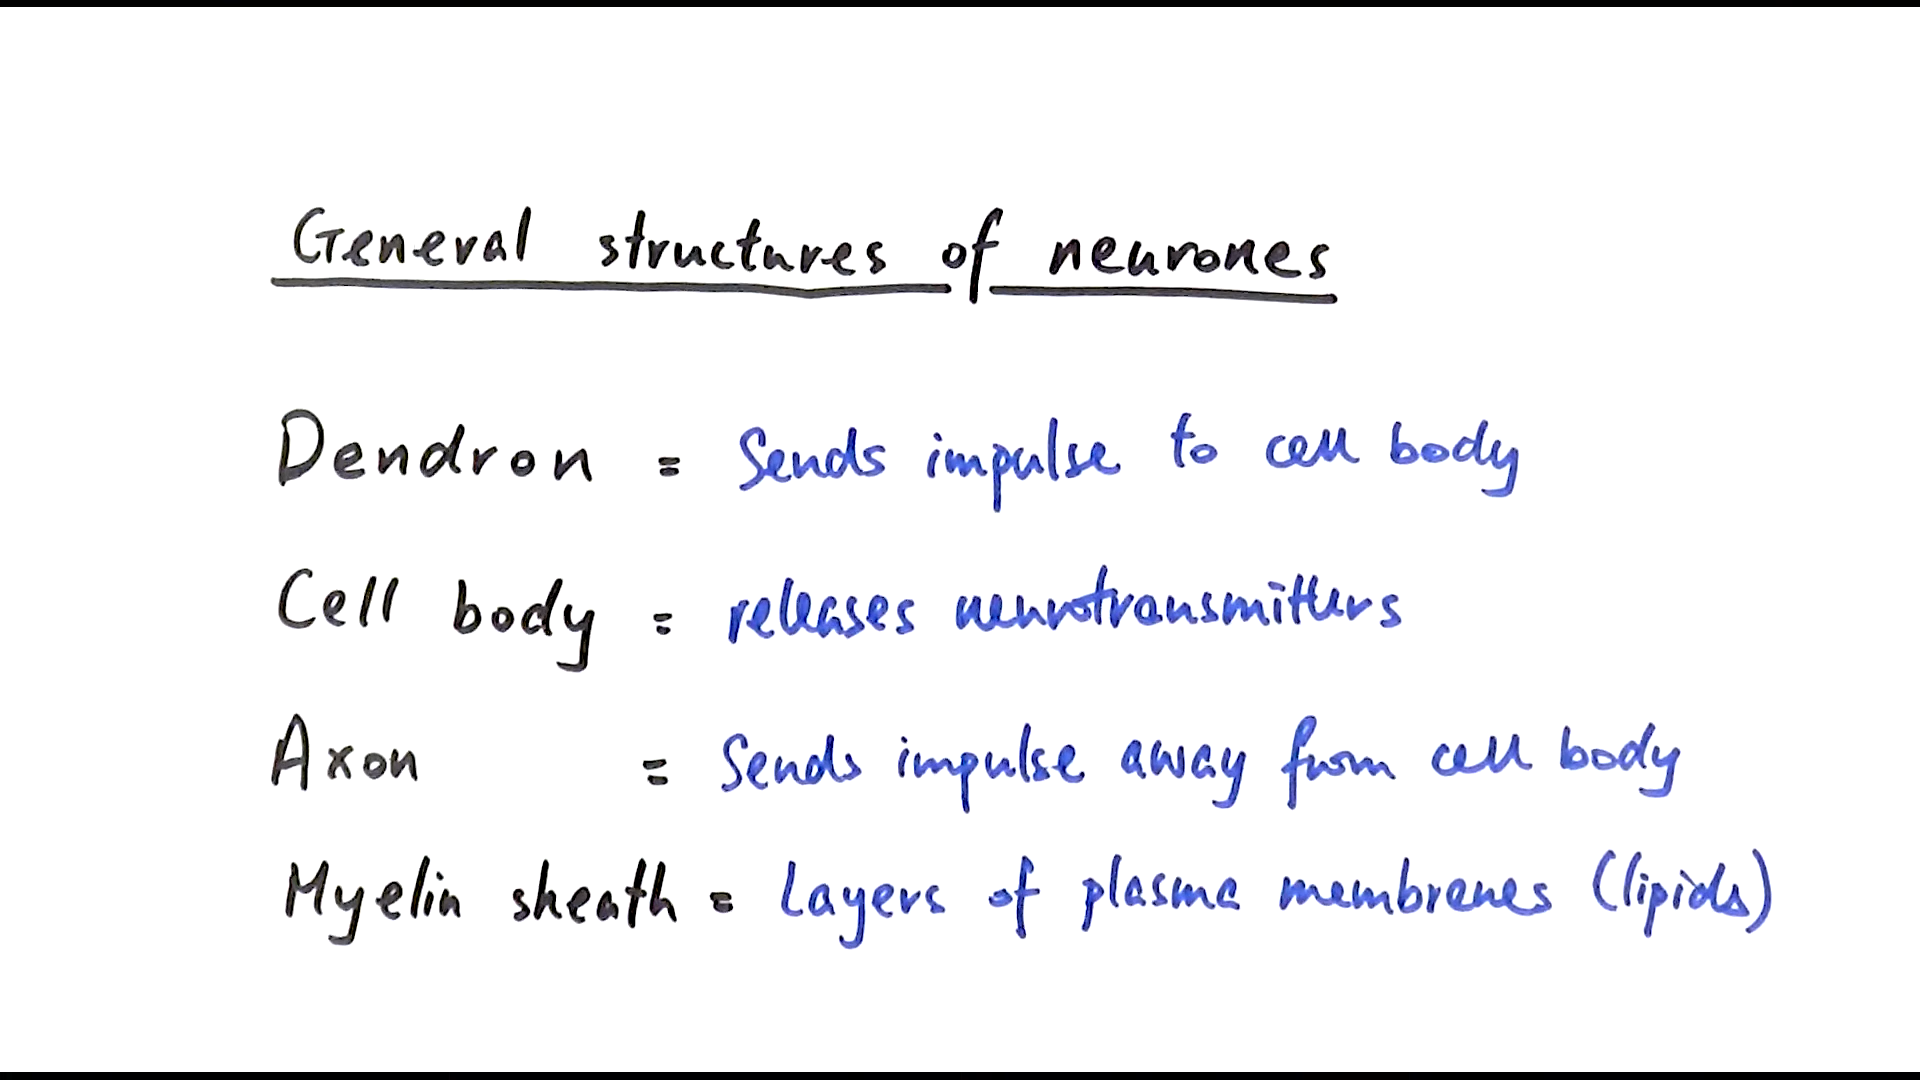 General structures of neurones
Dendron = Sends impulse to cell body
Cell body = releases neurotransmitters
Axon = Sends impulse away from cell body
Myelin sheath = Layers of plasma membranes (lipids)